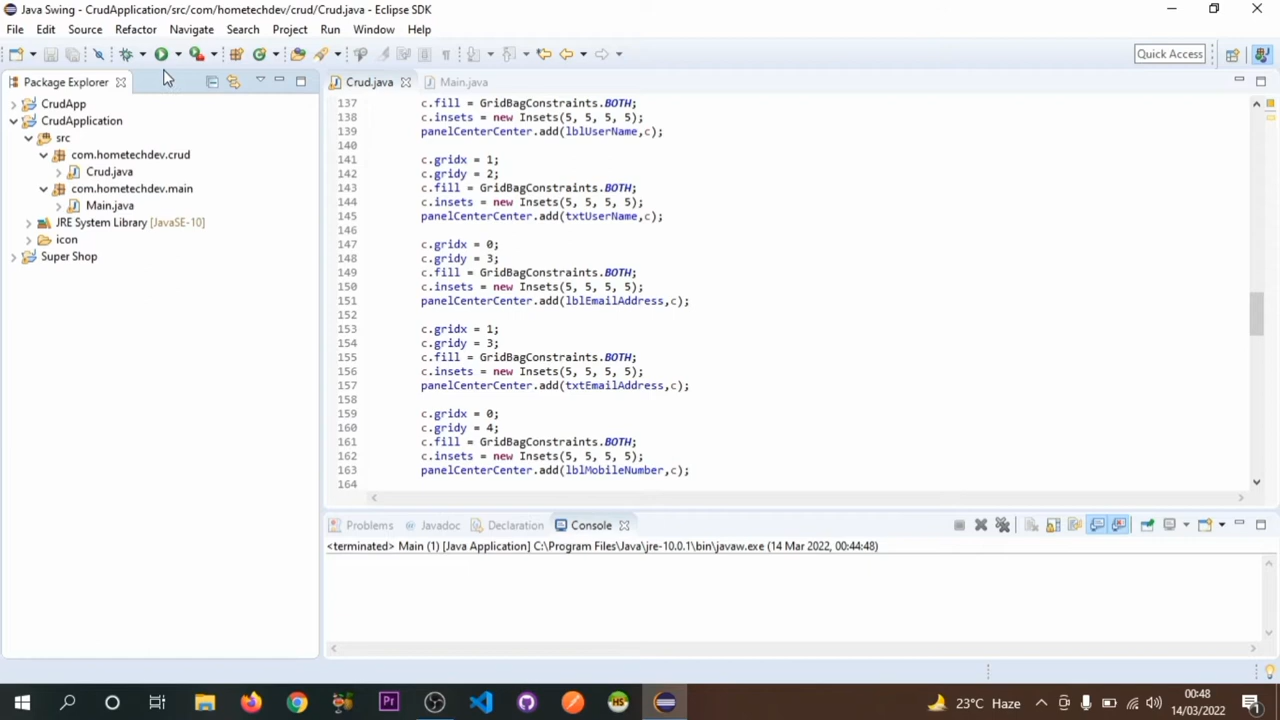 Java Swing - CrudApplication/src/com/hometechdev/crud/Crud.java - Eclipse SDK
File Edit Source Refactor Navigate Search Project Run Window Help
Quick Access
Package Explorer
CrudApp
CrudApplication
src
com.hometechdev.crud
Crud.java
com.hometechdev.main
Main.java
JRE System Library [JavaSE-10]
icon
Super Shop
Crud.java Main.java
137 c.fill = GridBagConstraints.BOTH;
138 c.insets = new Insets(5, 5, 5, 5);
139 panelCenterCenter.add(lblUserName,c);
140
141 c.gridx = 1;
142 c.gridy = 2;
143 c.fill = GridBagConstraints.BOTH;
144 c.insets = new Insets(5, 5, 5, 5);
145 panelCenterCenter.add(txtUserName,c);
146
147 c.gridx = 0;
148 c.gridy = 3;
149 c.fill = GridBagConstraints.BOTH;
150 c.insets = new Insets(5, 5, 5, 5);
151 panelCenterCenter.add(lblEmailAddress,c);
152
153 c.gridx = 1;
154 c.gridy = 3;
155 c.fill = GridBagConstraints.BOTH;
156 c.insets = new Insets(5, 5, 5, 5);
157 panelCenterCenter.add(txtEmailAddress,c);
158
159 c.gridx = 0;
160 c.gridy = 4;
161 c.fill = GridBagConstraints.BOTH;
162 c.insets = new Insets(5, 5, 5, 5);
163 panelCenterCenter.add(lblMobileNumber,c);
164
Problems Javadoc Declaration Console
<terminated> Main (1) [Java Application] C:\Program Files\Java\jre-10.0.1\bin\javaw.exe (14 Mar 2022, 00:44:48)
Pr
HS
23°C Haze
00:48
14/03/2022
1